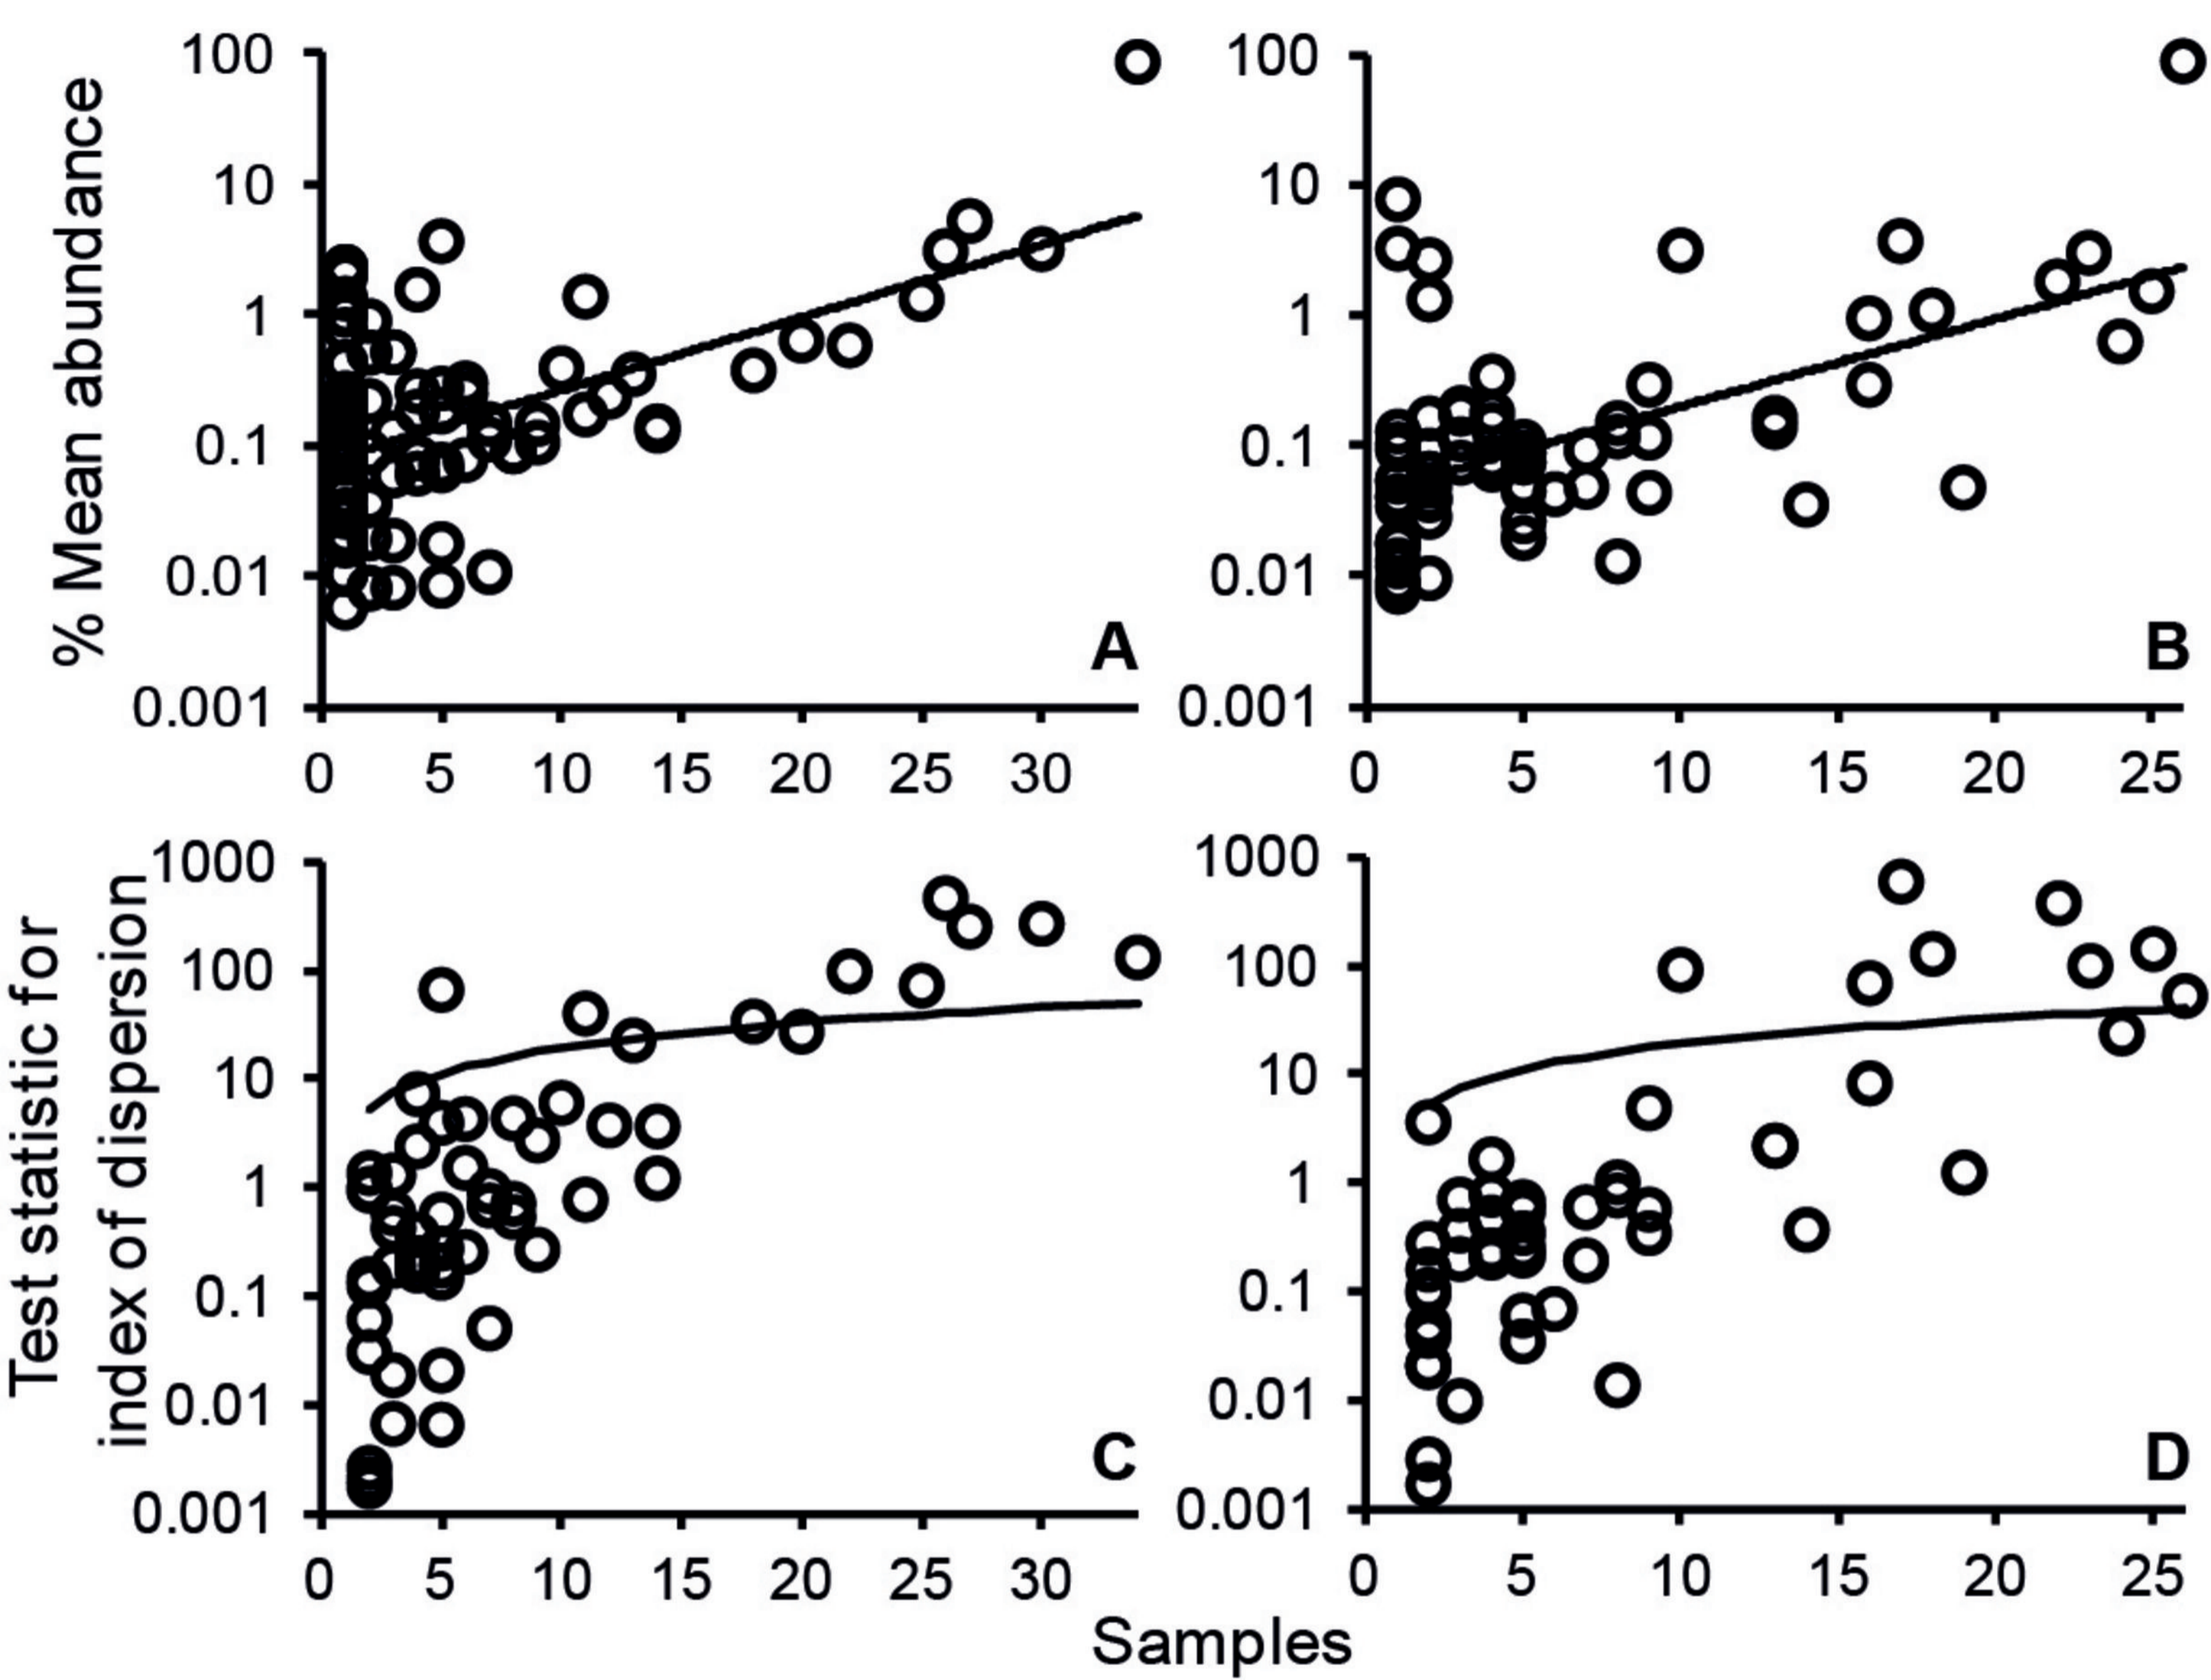 % Mean abundance
100
10
1
0.1
0.01
0.001
0 5 10 15 20 25 30
A
100
10
1
0.1
0.01
0.001
0 5 10 15 20 25
B
Test statistic for
index of dispersion
1000
100
10
1
0.1
0.01
0.001
0 5 10 15 20 25 30
C
1000
100
10
1
0.1
0.01
0.001
0 5 10 15 20 25
D
Samples